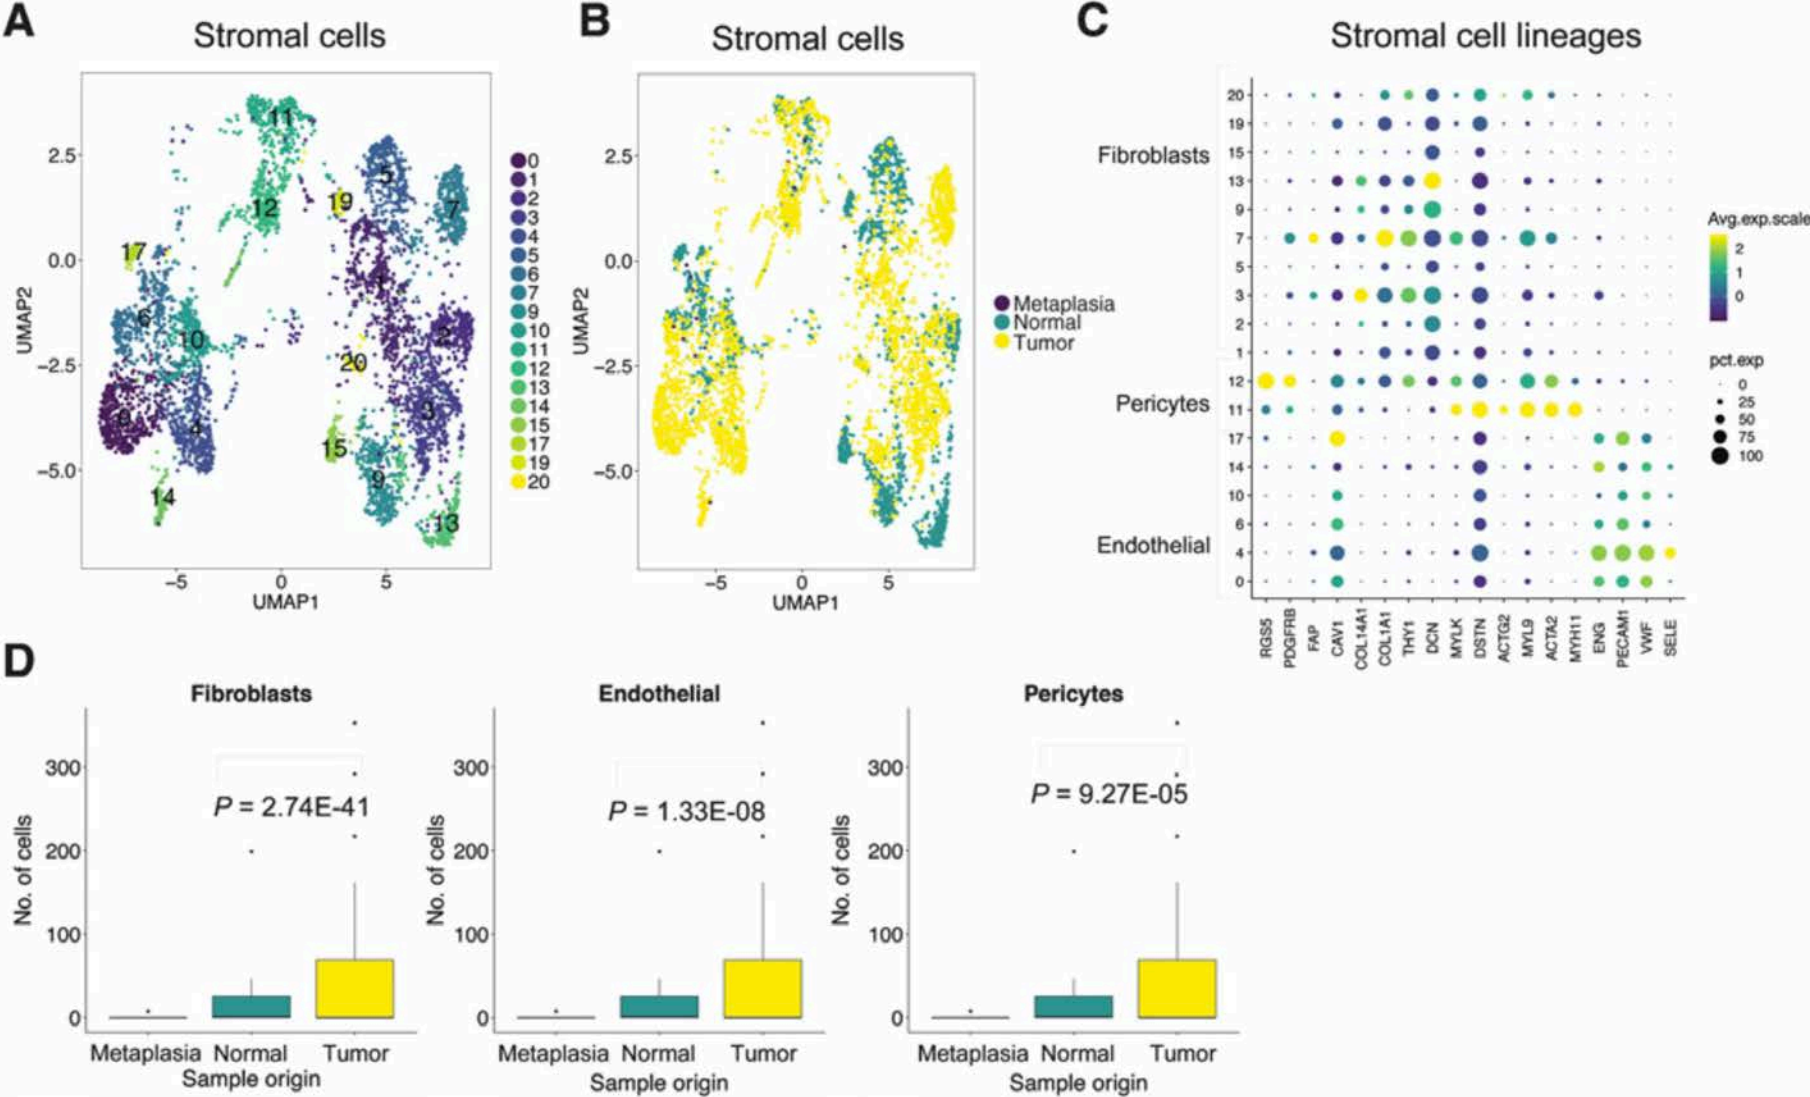 A
Stromal cells
UMAP2
2.5
0.0
−2.5
−5.0
−5
0
5
UMAP1
11
5
19
7
12
17
1
6
10
2
20
0
4
3
15
9
14
13
0
1
2
3
4
5
6
7
9
10
11
12
13
14
15
17
19
20
B
Stromal cells
UMAP2
2.5
0.0
−2.5
−5.0
−5
0
5
UMAP1
Metaplasia
Normal
Tumor
C
Stromal cell lineages
Fibroblasts
Pericytes
Endothelial
20
19
15
13
9
7
5
3
2
1
12
11
17
14
10
6
4
0
RGS5
PDGFRB
FAP
CAV1
COL14A1
COL1A1
THY1
DCN
MYLK
DSTN
ACTG2
MYL9
ACTA2
MYH11
ENG
PECAM1
VWF
SELE
Avg.exp.scale
2
1
0
pct.exp
0
25
50
75
100
D
Fibroblasts
No. of cells
300
200
100
0
P = 2.74E-41
Metaplasia Normal Tumor
Sample origin
Endothelial
No. of cells
300
200
100
0
P = 1.33E-08
Metaplasia Normal Tumor
Sample origin
Pericytes
No. of cells
300
200
100
0
P = 9.27E-05
Metaplasia Normal Tumor
Sample origin